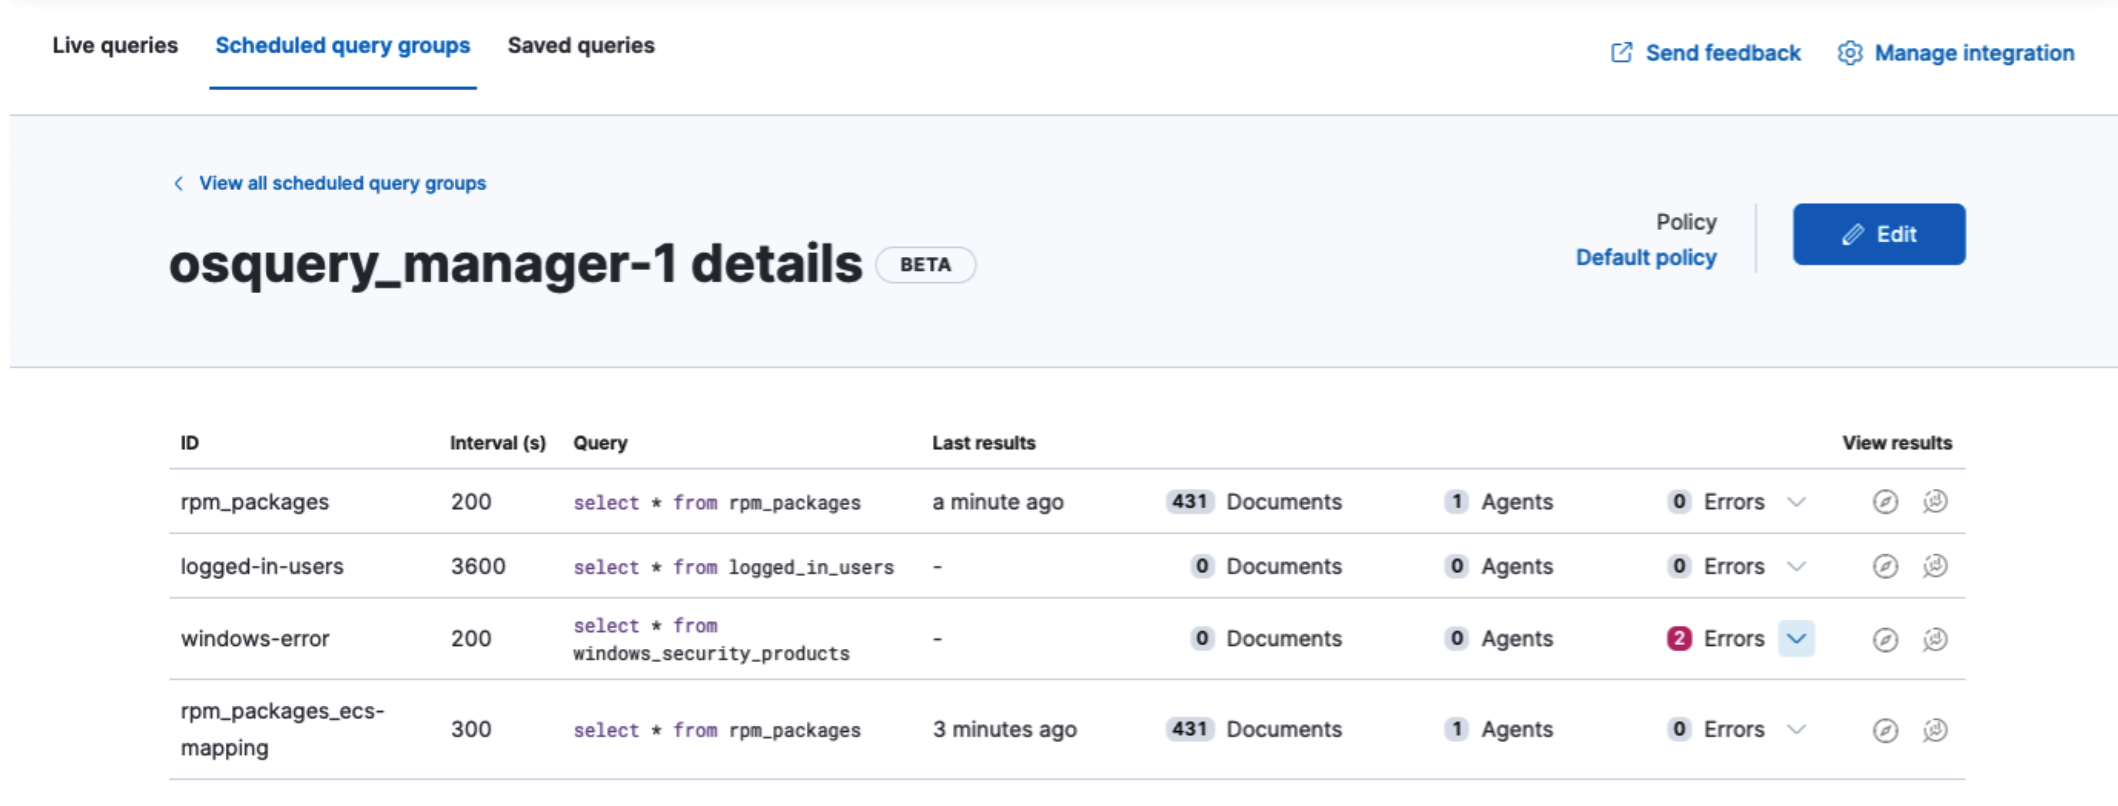 Live queries Scheduled query groups Saved queries Send feedback Manage integration
View all scheduled query groups
osquery_manager-1 details BETA
Policy
Default policy
Edit
ID Interval (s) Query Last results View results
rpm_packages 200 select * from rpm_packages a minute ago 431 Documents 1 Agents 0 Errors
logged-in-users 3600 select * from logged_in_users - 0 Documents 0 Agents 0 Errors
windows-error 200 select * from
windows_security_products - 0 Documents 0 Agents 2 Errors
rpm_packages_ecs-
mapping 300 select * from rpm_packages 3 minutes ago 431 Documents 1 Agents 0 Errors